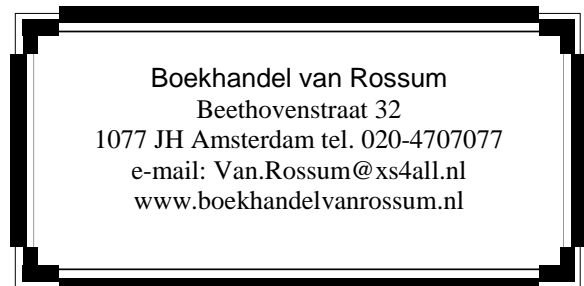 Boekhandel van Rossum
Beethovenstraat 32
1077 JH Amsterdam tel. 020-4707077
e-mail: Van.Rossum@xs4all.nl
www.boekhandelvanrossum.nl